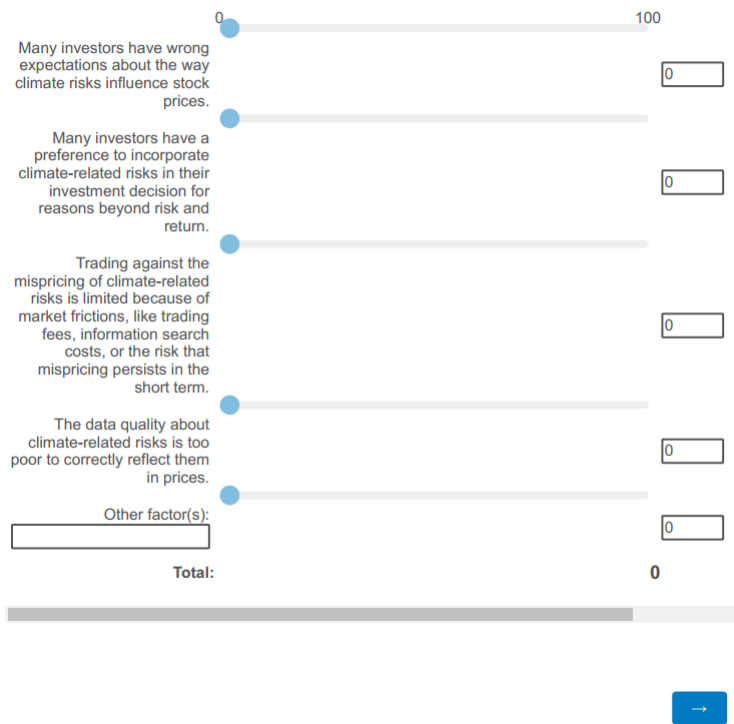 0 100
Many investors have wrong
expectations about the way
climate risks influence stock
prices.
0
Many investors have a
preference to incorporate
climate-related risks in their
investment decision for
reasons beyond risk and
return.
0
Trading against the
mispricing of climate-related
risks is limited because of
market frictions, like trading
fees, information search
costs, or the risk that
mispricing persists in the
short term.
0
The data quality about
climate-related risks is too
poor to correctly reflect them
in prices.
0
Other factor(s):
0
Total: 0
→